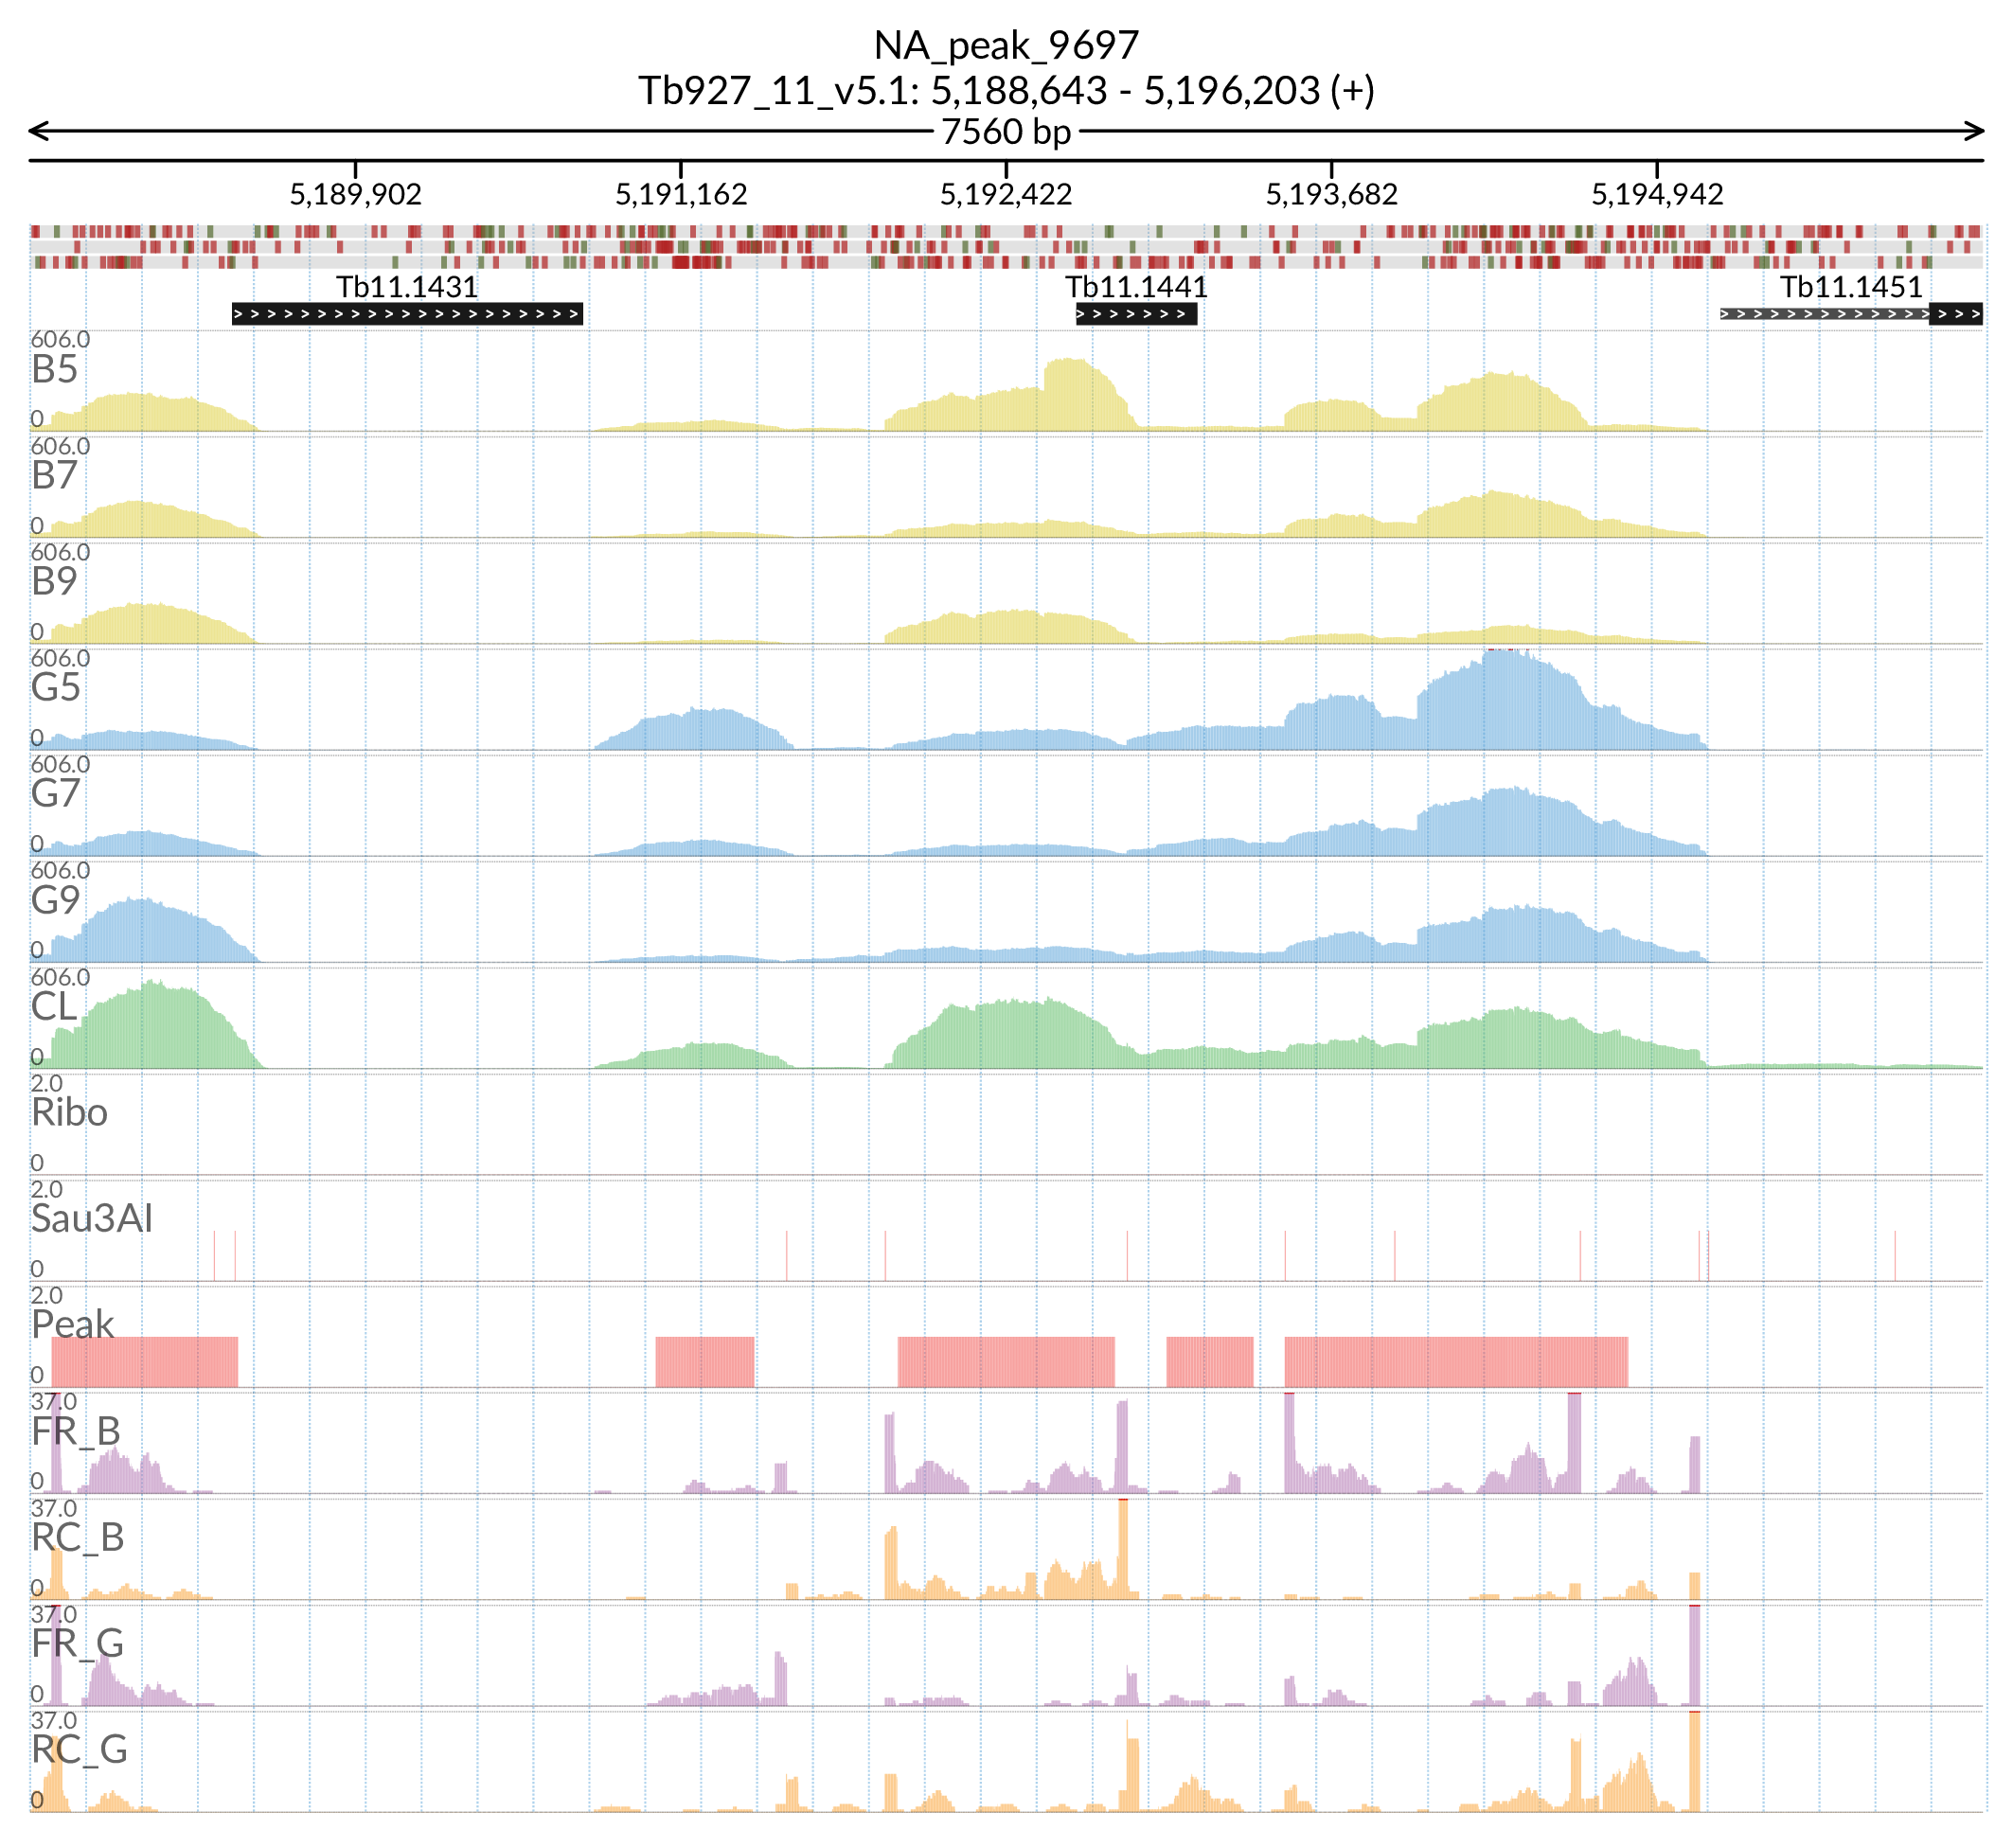 NA_peak_9697
Tb927_11_v5.1: 5,188,643 - 5,196,203 (+)
7560 bp
5,189,902 5,191,162 5,192,422 5,193,682 5,194,942
Tb11.1431 Tb11.1441 Tb11.1451
606.0
B5
0
606.0
B7
0
606.0
B9
0
606.0
G5
0
606.0
G7
0
606.0
G9
0
606.0
CL
0
2.0
Ribo
0
2.0
Sau3AI
0
2.0
Peak
0
37.0
FR_B
0
37.0
RC_B
0
37.0
FR_G
0
37.0
RC_G
0